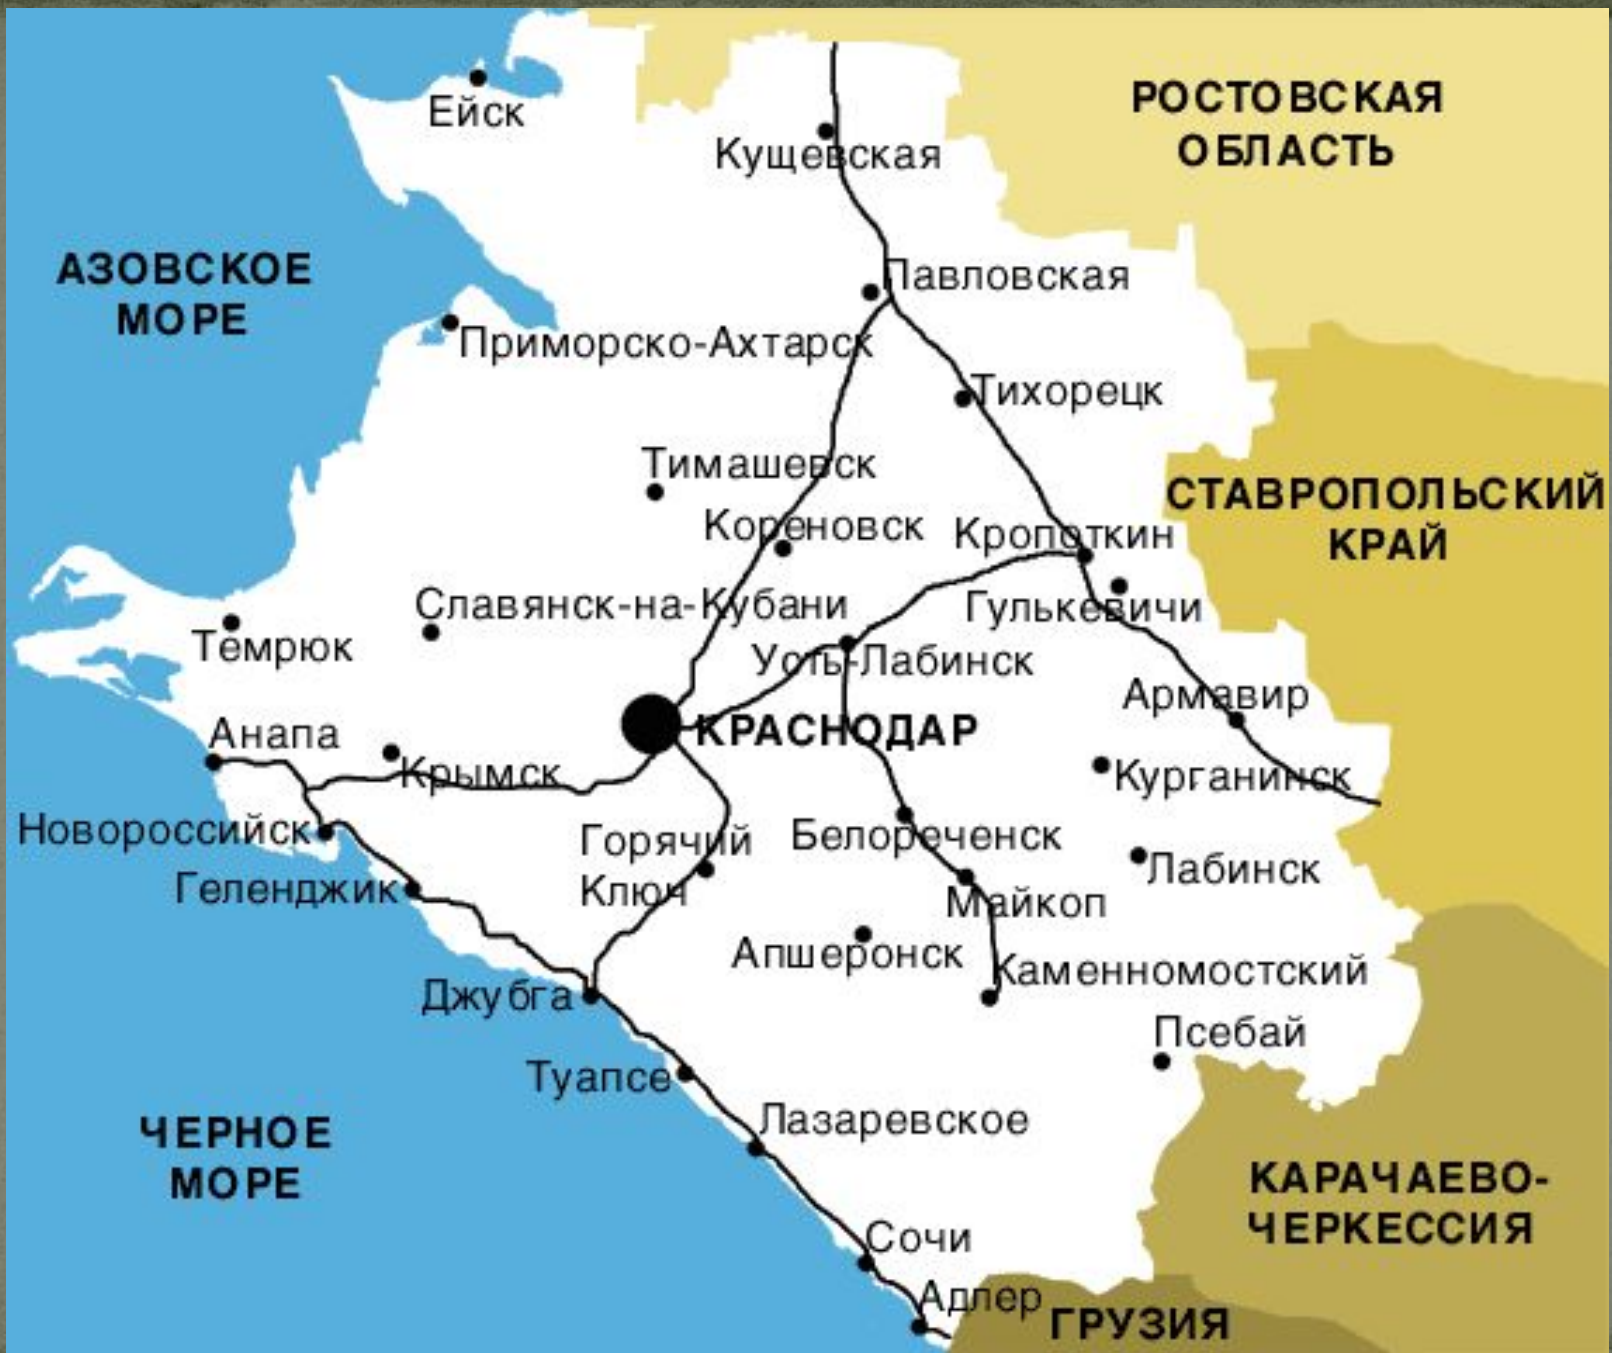 Ейск
Кущевская
РОСТОВСКАЯ
ОБЛАСТЬ
АЗОВСКОЕ
МОРЕ
Павловская
Приморско-Ахтарск
Тихорецк
Тимашевск
СТАВРОПОЛЬСКИЙ
КРАЙ
Кореновск
Кропоткин
Славянск-на-Кубани
Гулькевичи
Темрюк
Усть-Лабинск
Армавир
Анапа
КРАСНОДАР
Крымск
Курганинск
Новороссийск
Горячий
Ключ
Белореченск
Лабинск
Геленджик
Майкоп
Апшеронск
Каменномостский
Джубга
Псебай
Туапсе
Лазаревское
ЧЕРНОЕ
МОРЕ
КАРАЧАЕВО-
ЧЕРКЕССИЯ
Сочи
Адлер
ГРУЗИЯ